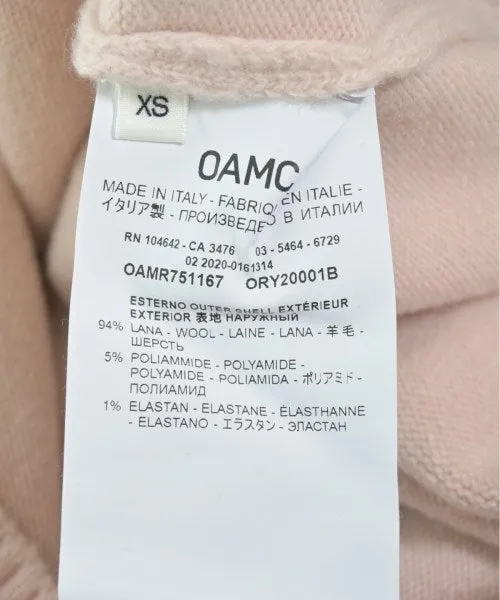 XS
OAMC
MADE IN ITALY - FABRIQ EN ITALIE -
イタリア製 - ПРОИЗВЕДЕ В ИТАЛИИ
RN 104642 - CA 3476 03 - 5464 - 6729
02 2020-0161314
OAMR751167 ORY20001B
ESTERNO OUTER SHELL EXTÉRIEUR
EXTERIOR 表地 НАРУЖНЫЙ
94% LANA - WOOL - LAINE - LANA - 羊毛 -
ШЕРСТЬ
5% POLIAMMIDE - POLYAMIDE -
POLYAMIDE - POLIAMIDA - ポリアミド -
ПОЛИАМИД
1% ELASTAN - ELASTANE - ÉLASTHANNE
- ELASTANO - エラスタン - ЭЛАСТАН